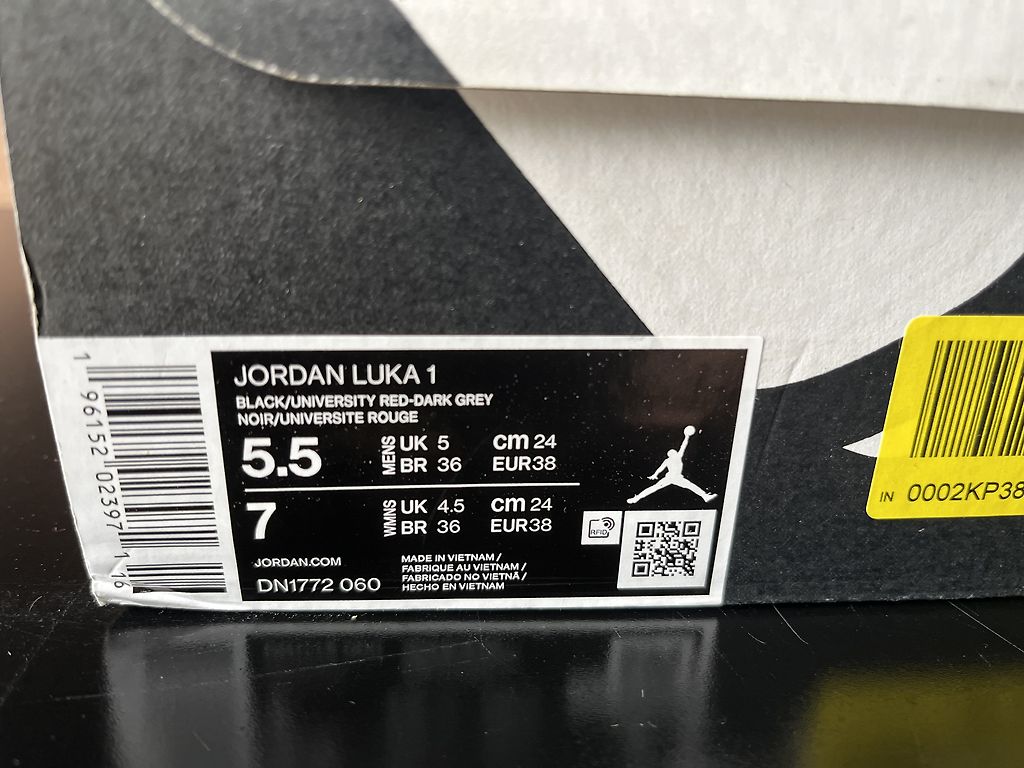 JORDAN LUKA 1
BLACK/UNIVERSITY RED-DARK GREY
NOIR/UNIVERSITE ROUGE
5.5 MENS UK 5 cm 24
BR 36 EUR38
7 WMNS UK 4.5 cm 24
BR 36 EUR38
RFID
JORDAN.COM
DN1772 060
MADE IN VIETNAM /
FABRIQUE AU VIETNAM /
FABRICADO NO VIETNÃ /
HECHO EN VIETNAM
1 96152 02397 1 6
IN 0002KP38